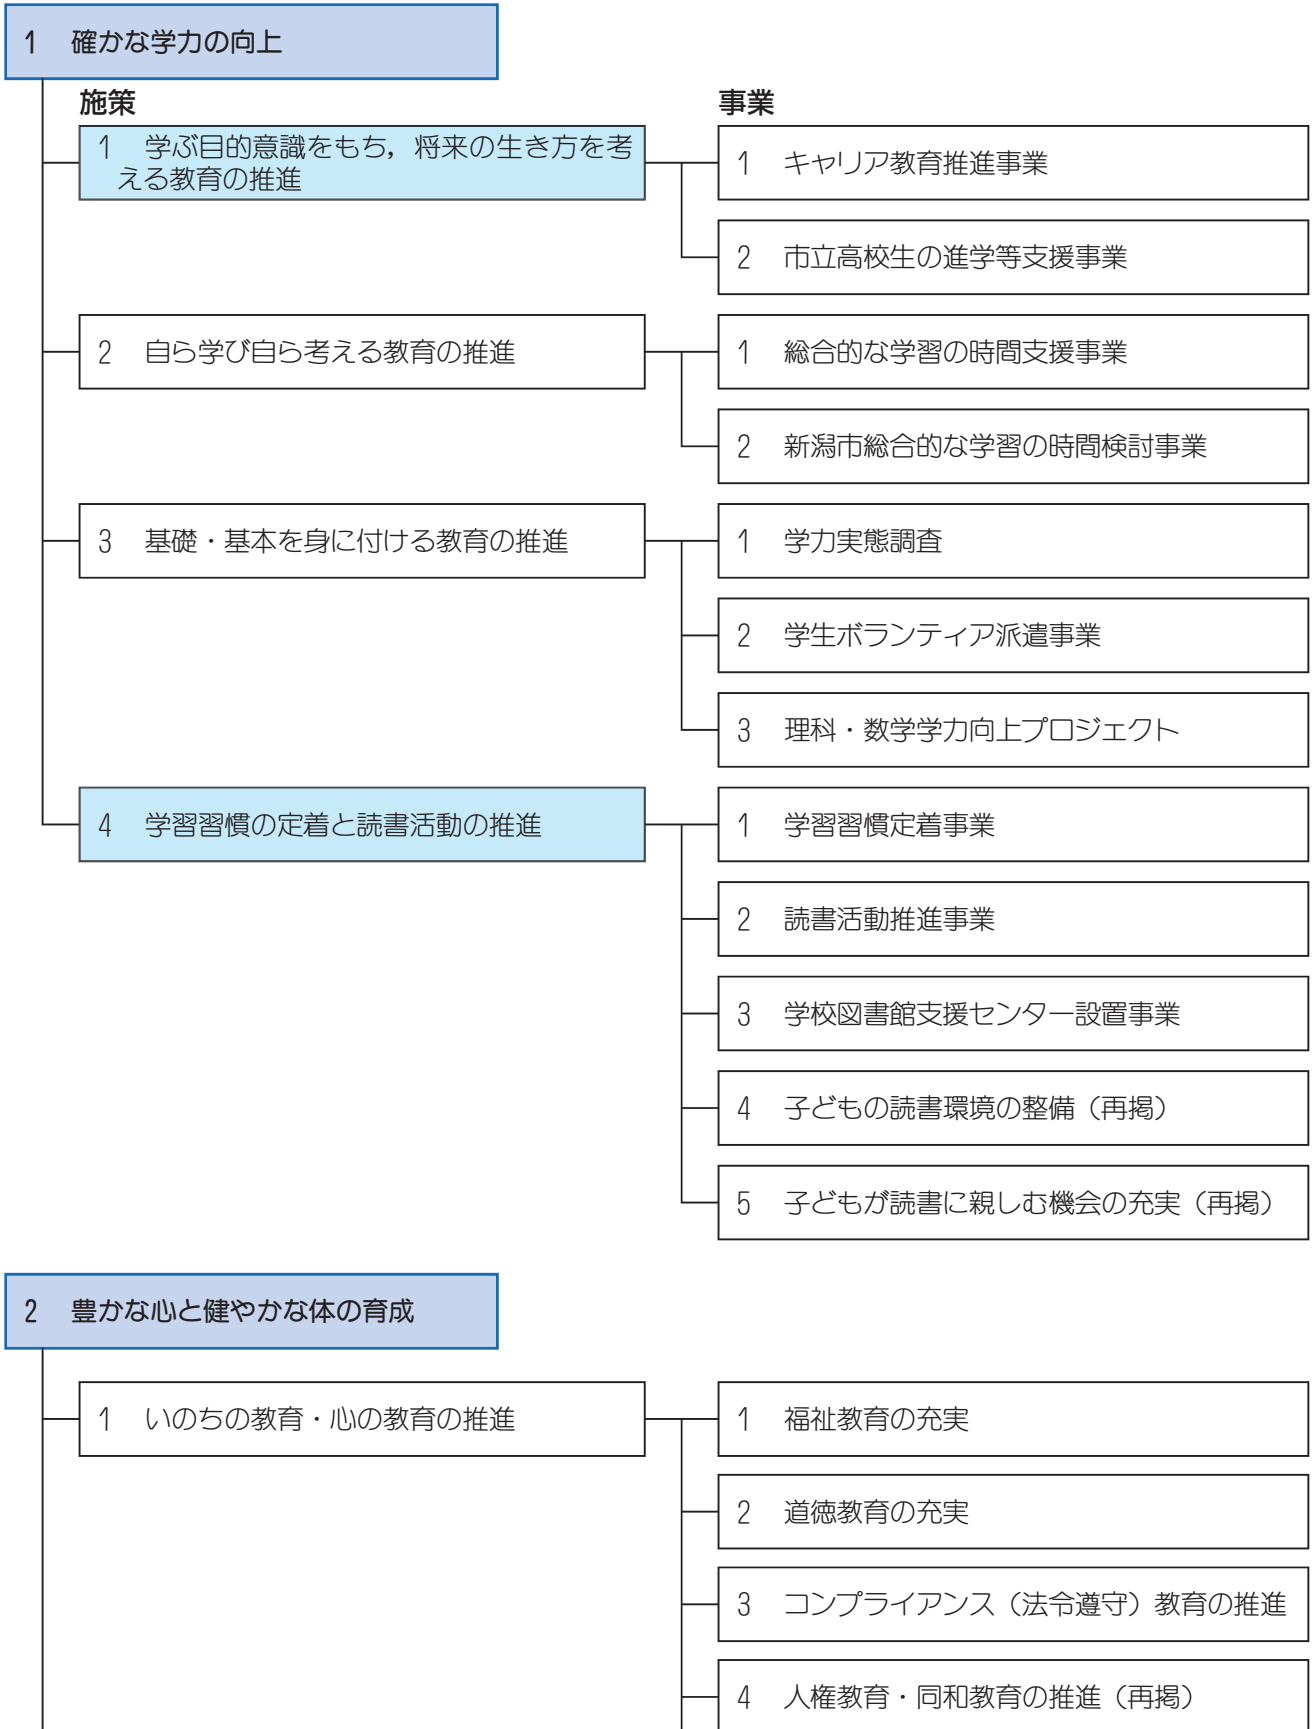 1 確かな学力の向上
施策
事業
1 学ぶ目的意識をもち，将来の生き方を考
える教育の推進
1 キャリア教育推進事業
2 市立高校生の進学等支援事業
2 自ら学び自ら考える教育の推進
1 総合的な学習の時間支援事業
2 新潟市総合的な学習の時間検討事業
3 基礎・基本を身に付ける教育の推進
1 学力実態調査
2 学生ボランティア派遣事業
3 理科・数学学力向上プロジェクト
4 学習習慣の定着と読書活動の推進
1 学習習慣定着事業
2 読書活動推進事業
3 学校図書館支援センター設置事業
4 子どもの読書環境の整備（再掲）
5 子どもが読書に親しむ機会の充実（再掲）
2 豊かな心と健やかな体の育成
1 いのちの教育・心の教育の推進
1 福祉教育の充実
2 道徳教育の充実
3 コンプライアンス（法令遵守）教育の推進
4 人権教育・同和教育の推進（再掲）